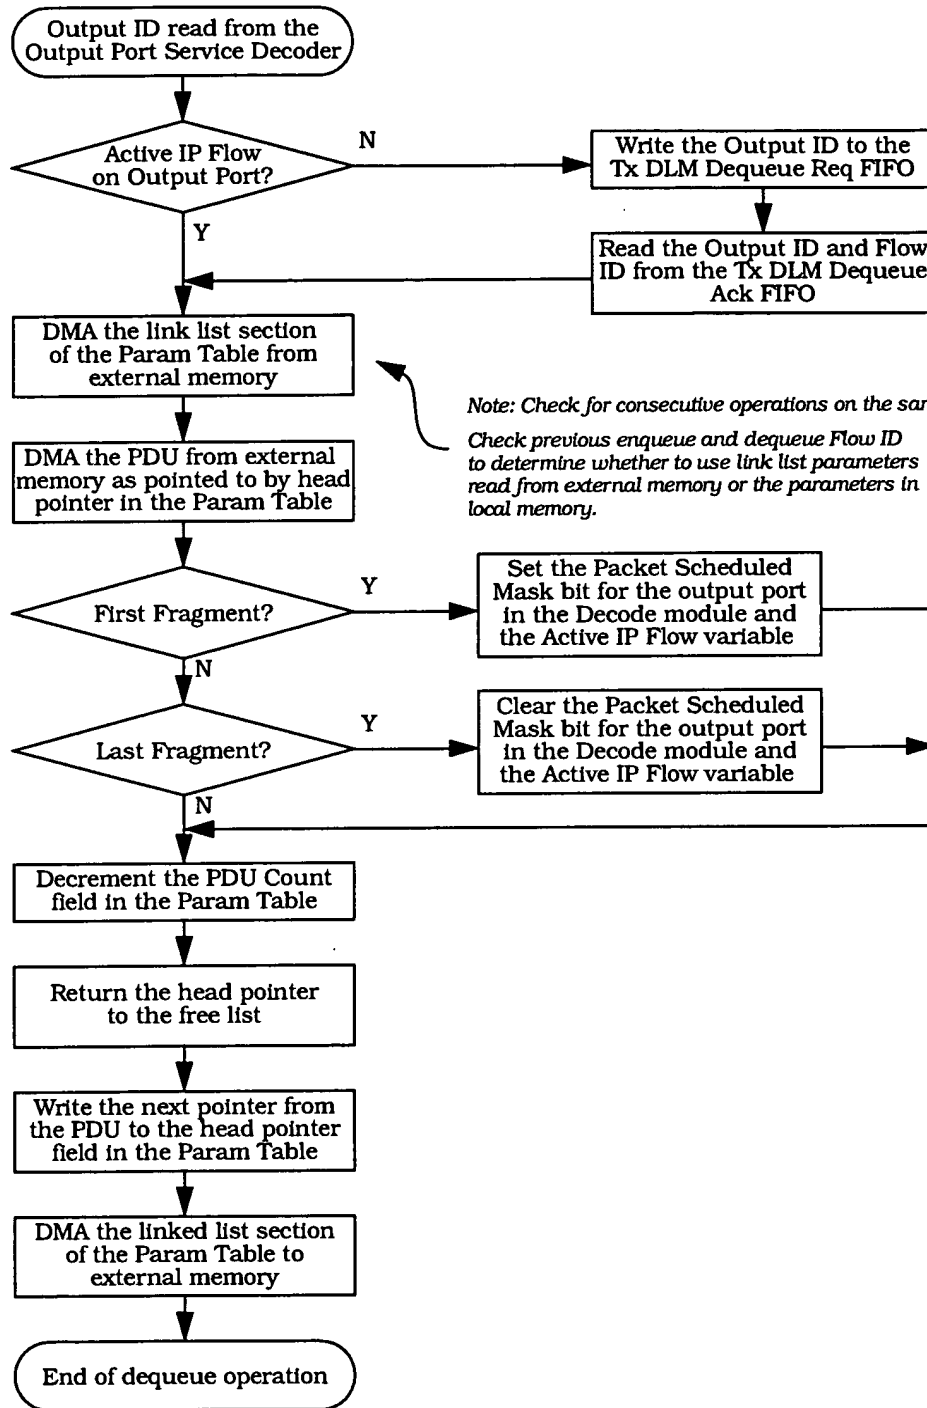 Output ID read from the
Output Port Service Decoder
Active IP Flow
on Output Port?
N
Write the Output ID to the
Tx DLM Dequeue Req FIFO
Y
Read the Output ID and Flow
ID from the Tx DLM Dequeue
Ack FIFO
DMA the link list section
of the Param Table from
external memory
Note: Check for consecutive operations on the
Check previous enqueue and dequeue Flow ID
to determine whether to use link list parameters
read from external memory or the parameters in
local memory.
DMA the PDU from external
memory as pointed to by head
pointer in the Param Table
First Fragment?
Y
Set the Packet Scheduled
Mask bit for the output port
in the Decode module and
the Active IP Flow variable
N
Last Fragment?
Y
Clear the Packet Scheduled
Mask bit for the output port
in the Decode module and
the Active IP Flow variable
N
Decrement the PDU Count
field in the Param Table
Return the head pointer
to the free list
Write the next pointer from
the PDU to the head pointer
field in the Param Table
DMA the linked list section
of the Param Table to
external memory
End of dequeue operation